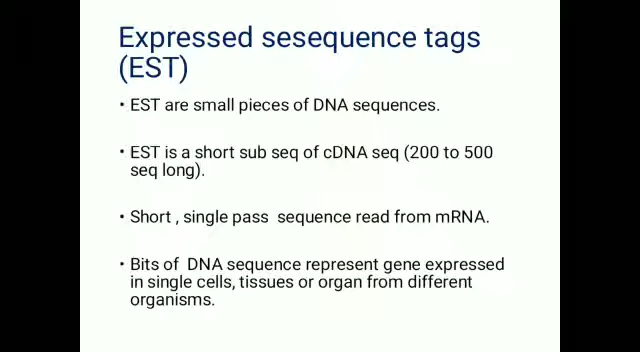 Expressed sesequence tags
(EST)
• EST are small pieces of DNA sequences.
• EST is a short sub seq of cDNA seq (200 to 500
seq long).
• Short , single pass  sequence read from mRNA.
• Bits of  DNA sequence represent gene expressed
in single cells, tissues or organ from different
organisms.